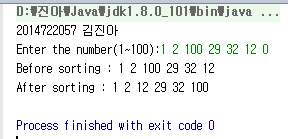 D:\진아\Java\jdk1.8.0_101\bin\java ...
2014722057 김진아
Enter the number(1~100):1 2 100 29 32 12 0
Before sorting : 1 2 100 29 32 12
After sorting : 1 2 12 29 32 100
Process finished with exit code 0